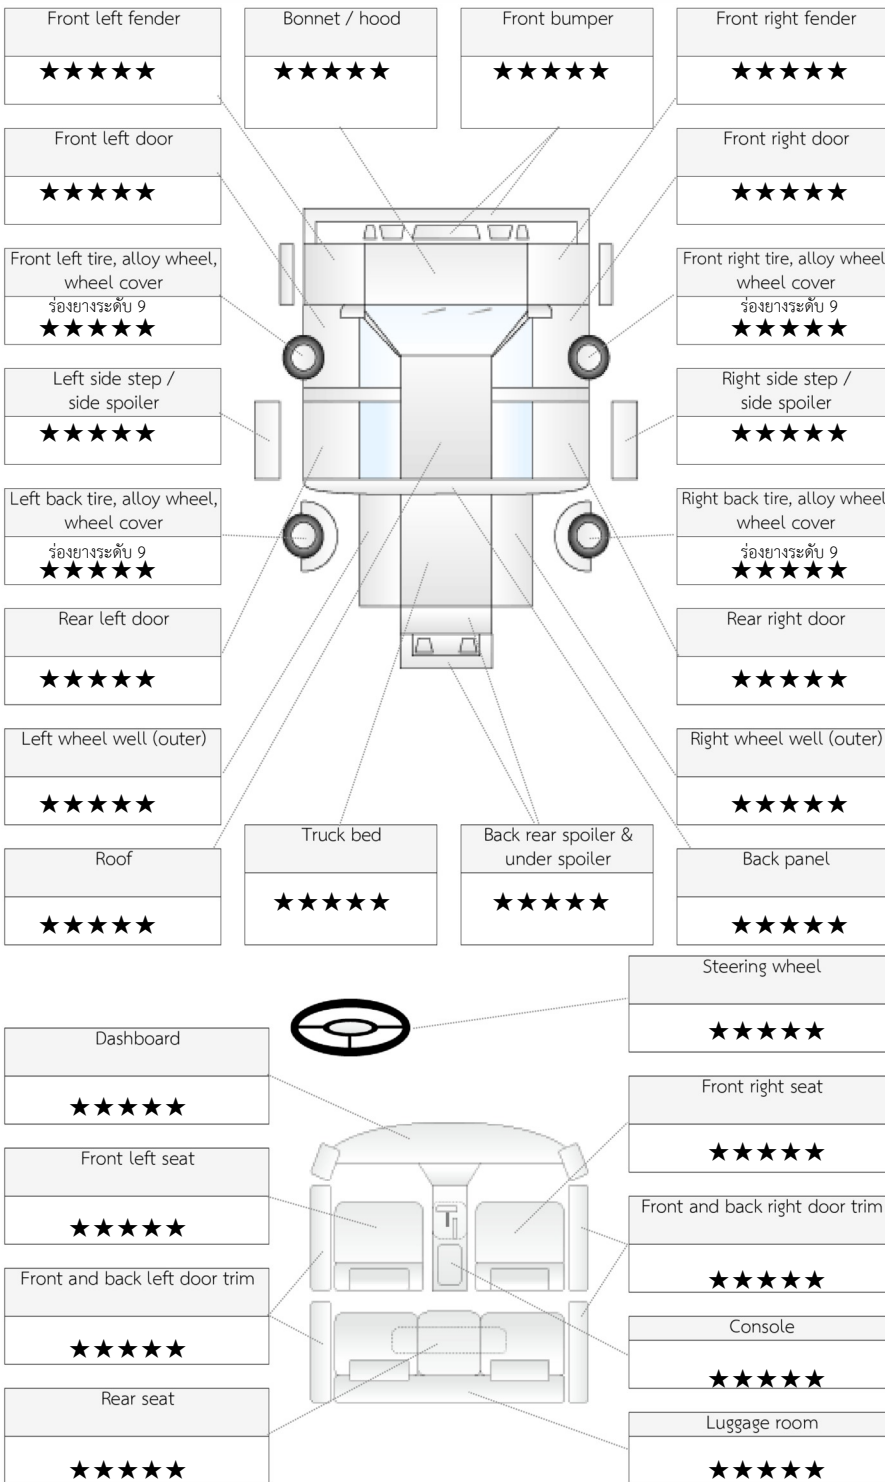 Front left fender
★★★★★
Bonnet / hood
★★★★★
Front bumper
★★★★★
Front right fender
★★★★★
Front left door
★★★★★
Front right door
★★★★★
Front left tire, alloy wheel,
wheel cover
ร่องยางระดับ 9
★★★★★
Front right tire, alloy wheel
wheel cover
ร่องยางระดับ 9
★★★★★
Left side step /
side spoiler
★★★★★
Right side step /
side spoiler
★★★★★
Left back tire, alloy wheel,
wheel cover
ร่องยางระดับ 9
★★★★★
Right back tire, alloy wheel
wheel cover
ร่องยางระดับ 9
★★★★★
Rear left door
★★★★★
Rear right door
★★★★★
Left wheel well (outer)
★★★★★
Right wheel well (outer)
★★★★★
Roof
★★★★★
Truck bed
★★★★★
Back rear spoiler &
under spoiler
★★★★★
Back panel
★★★★★
Steering wheel
★★★★★
Dashboard
★★★★★
Front right seat
★★★★★
Front left seat
★★★★★
Front and back right door trim
★★★★★
Front and back left door trim
★★★★★
Console
★★★★★
Rear seat
★★★★★
Luggage room
★★★★★